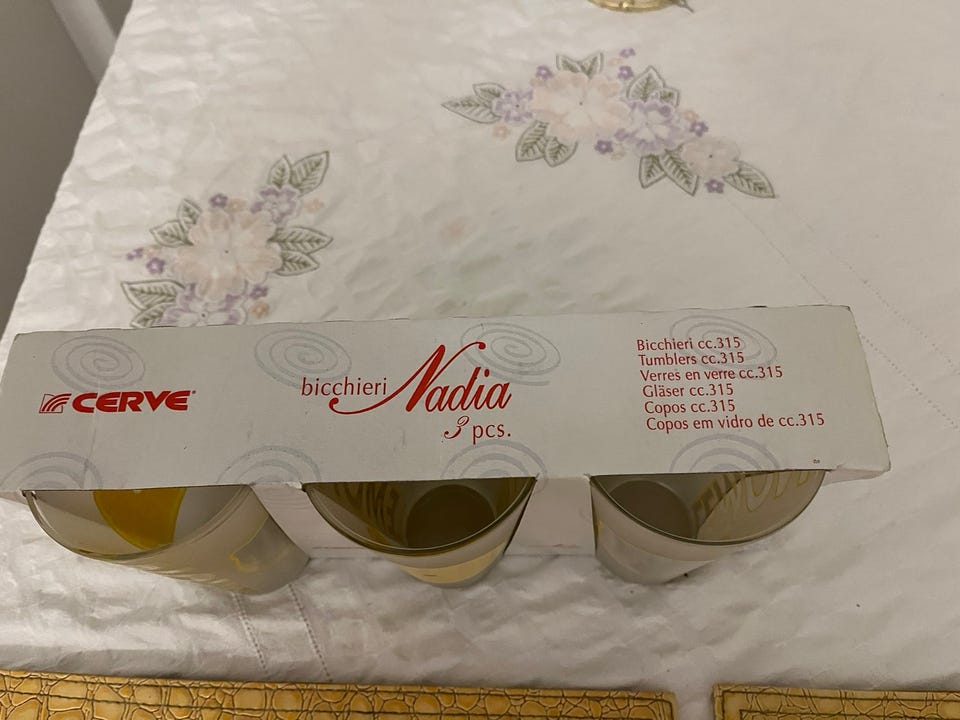 CERVE®
bicchieri Nadia
3 pcs.
Bicchieri cc.315
Tumblers cc.315
Verres en verre cc.315
Gläser cc.315
Copos cc.315
Copos em vidro de cc.315